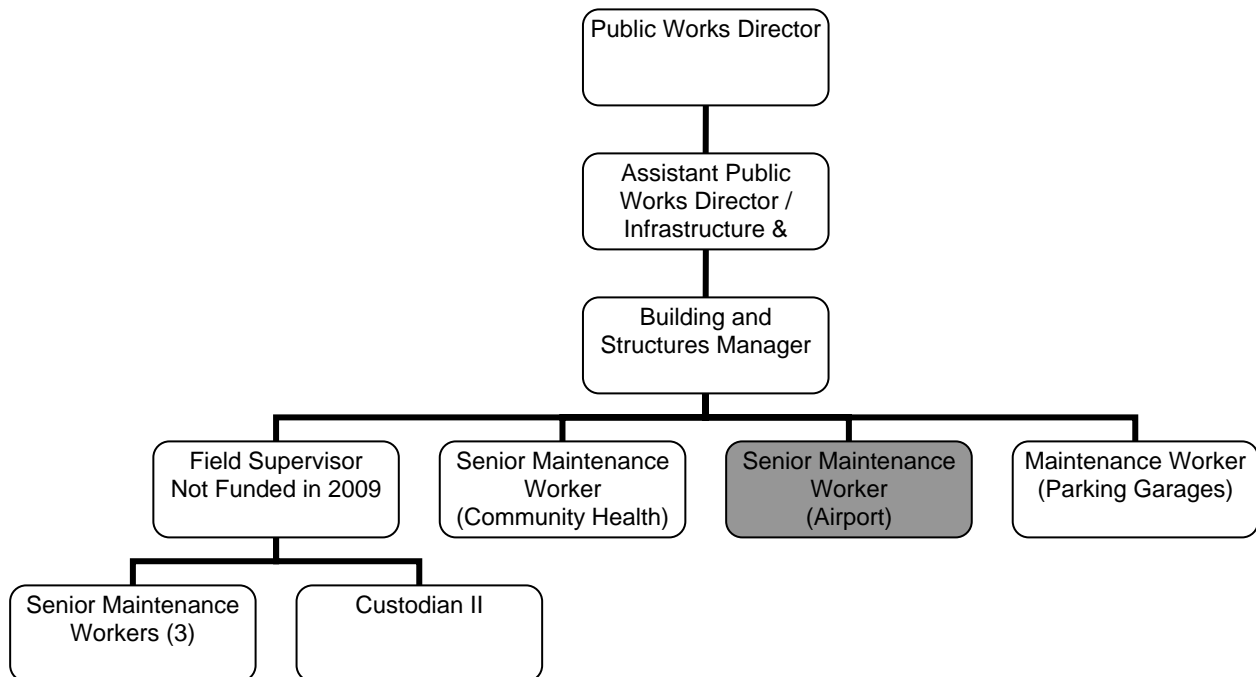 Public Works Director
Assistant Public
Works Director /
Infrastructure &
Building and
Structures Manager
Field Supervisor
Not Funded in 2009
Senior Maintenance
Worker
(Community Health)
Senior Maintenance
Worker
(Airport)
Maintenance Worker
(Parking Garages)
Senior Maintenance
Workers (3)
Custodian II